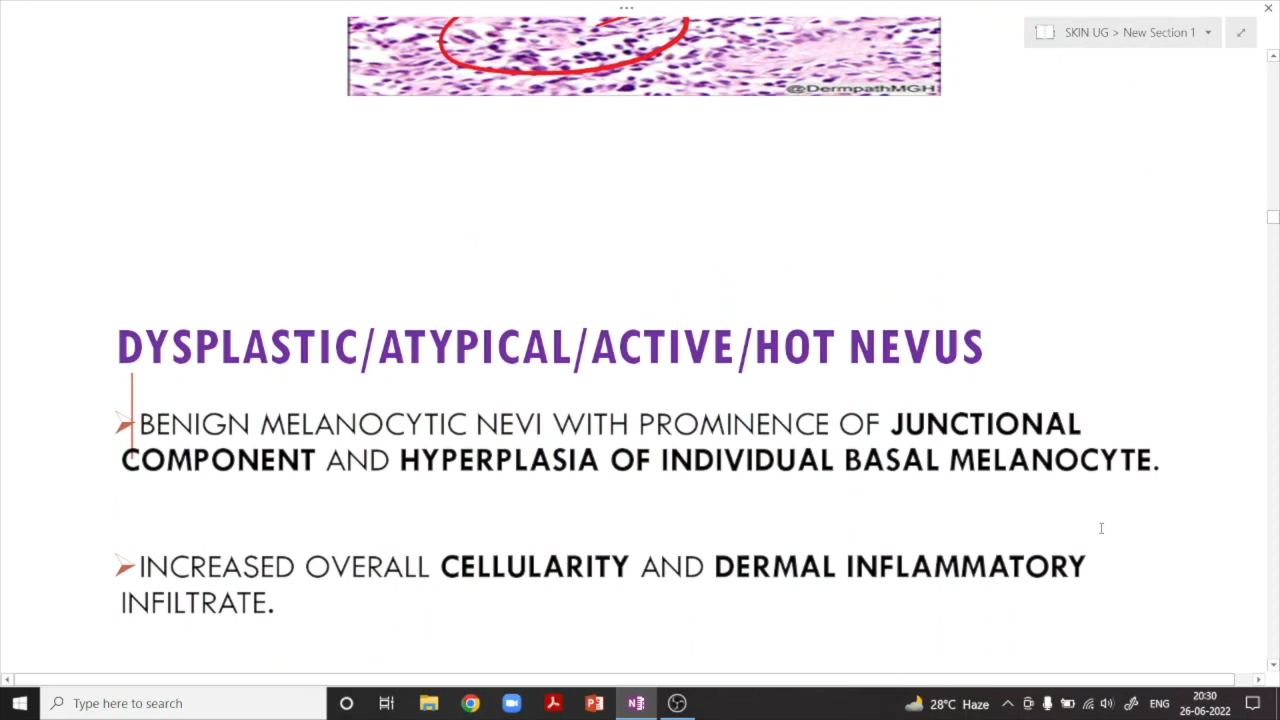 SKIN UG > New Section 1
@DermpathMGH
DYSPLASTIC/ATYPICAL/ACTIVE/HOT NEVUS
BENIGN MELANOCYTIC NEVI WITH PROMINENCE OF JUNCTIONAL
COMPONENT AND HYPERPLASIA OF INDIVIDUAL BASAL MELANOCYTE.
INCREASED OVERALL CELLULARITY AND DERMAL INFLAMMATORY
INFILTRATE.
Type here to search
28°C Haze
ENG
20:30
26-06-2022